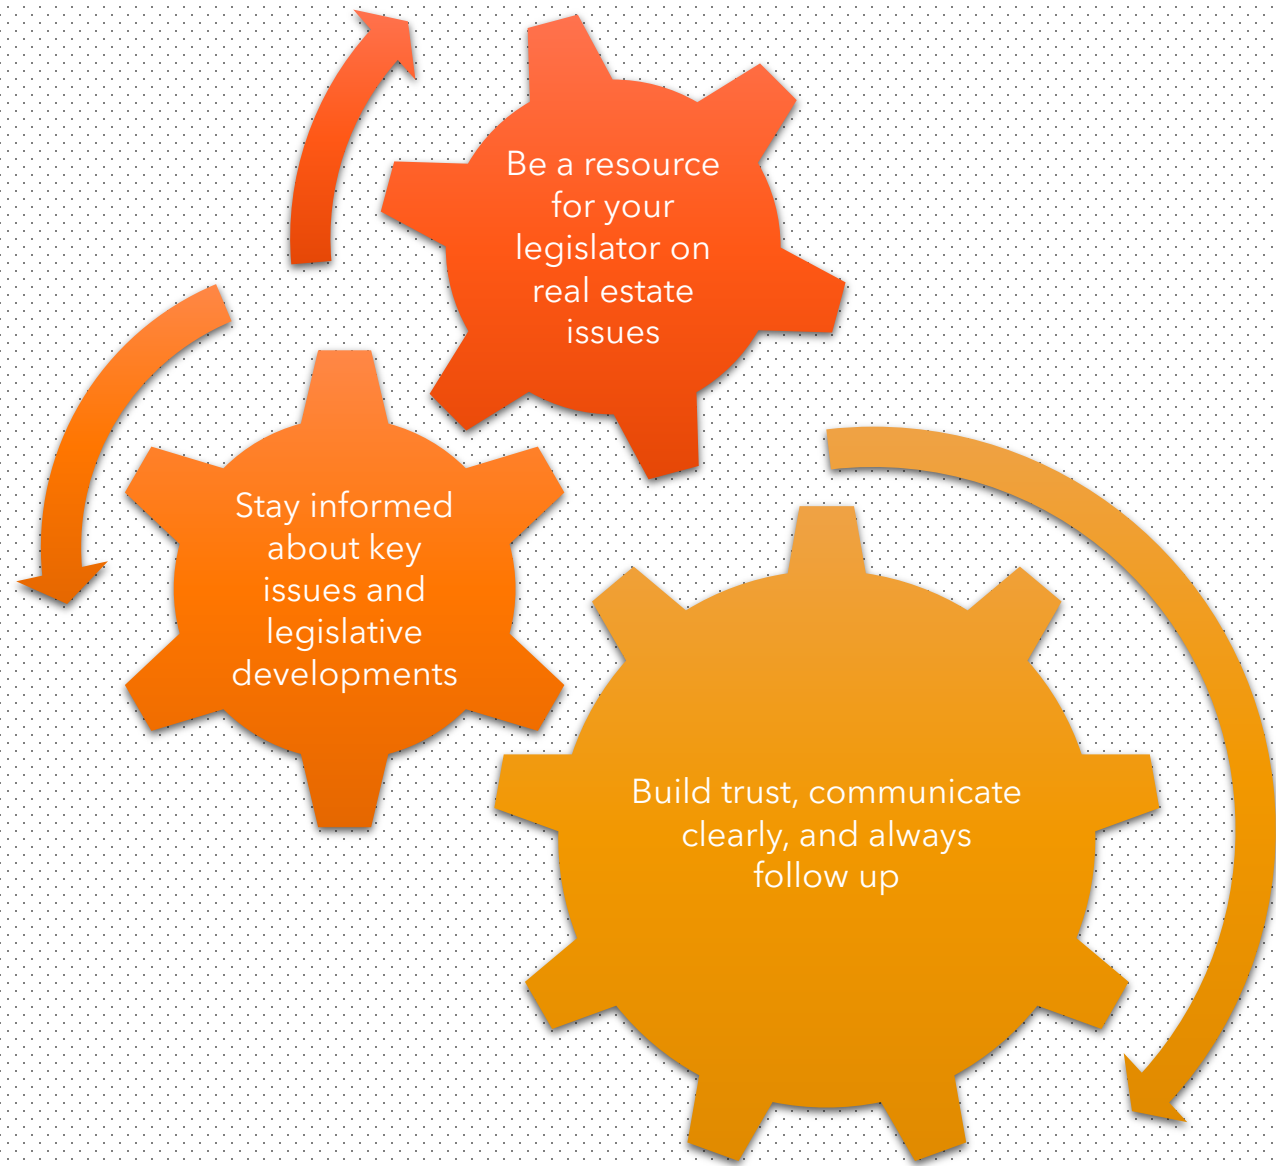 Be a resource
for your
legislator on
real estate
issues
Stay informed
about key
issues and
legislative
developments
Build trust, communicate
clearly, and always
follow up